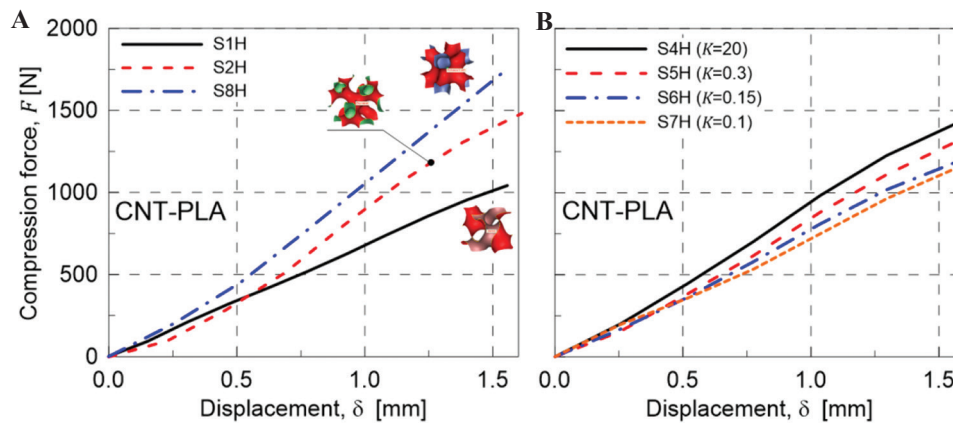 A
B
2000
1500
1000
500
0
Compression force, F [N]
S1H
S2H
S8H
CNT-PLA
0.0
0.5
1.0
1.5
Displacement, δ [mm]
S4H (K=20)
S5H (K=0.3)
S6H (K=0.15)
S7H (K=0.1)
CNT-PLA
0.0
0.5
1.0
1.5
Displacement, δ [mm]